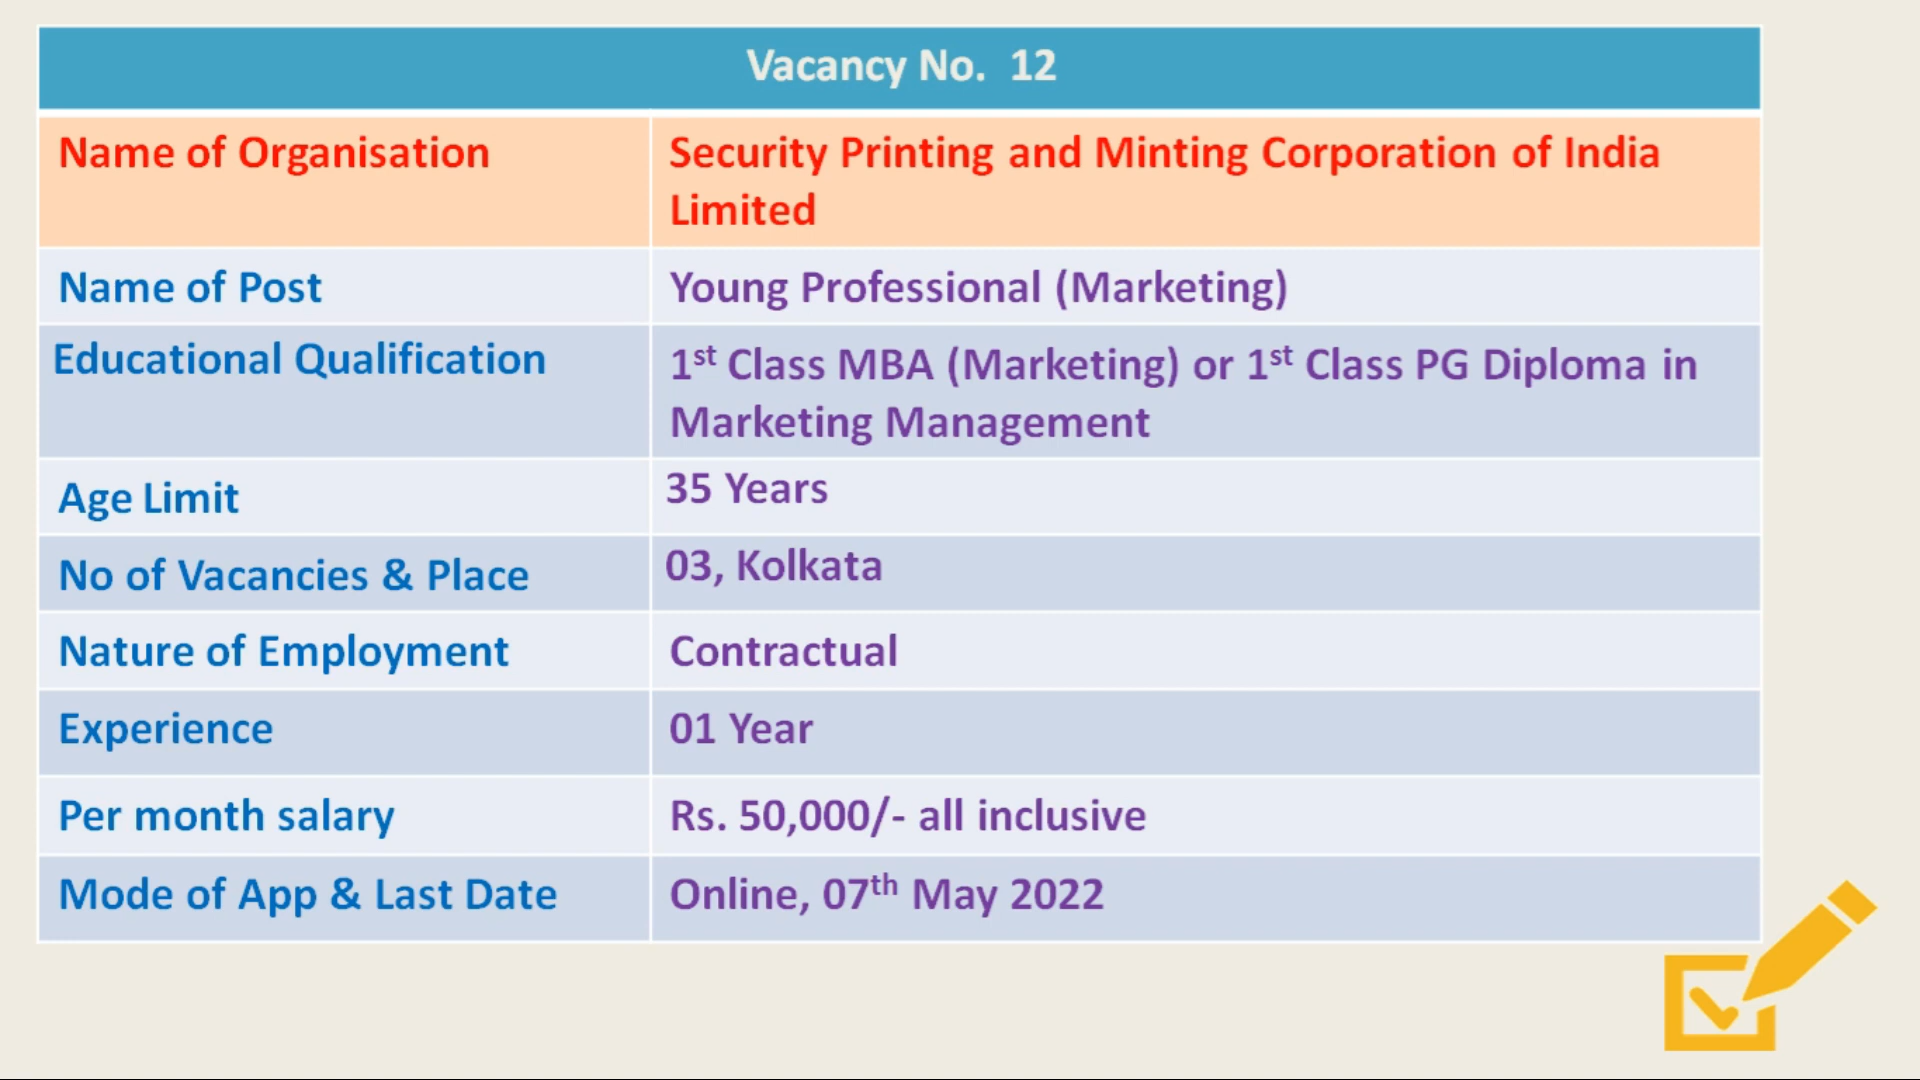 Vacancy No. 12
Name of Organisation
Security Printing and Minting Corporation of India
Limited
Name of Post
Young Professional (Marketing)
Educational Qualification
1st Class MBA (Marketing) or 1st Class PG Diploma in
Marketing Management
Age Limit
35 Years
No of Vacancies & Place
03, Kolkata
Nature of Employment
Contractual
Experience
01 Year
Per month salary
Rs. 50,000/- all inclusive
Mode of App & Last Date
Online, 07th May 2022